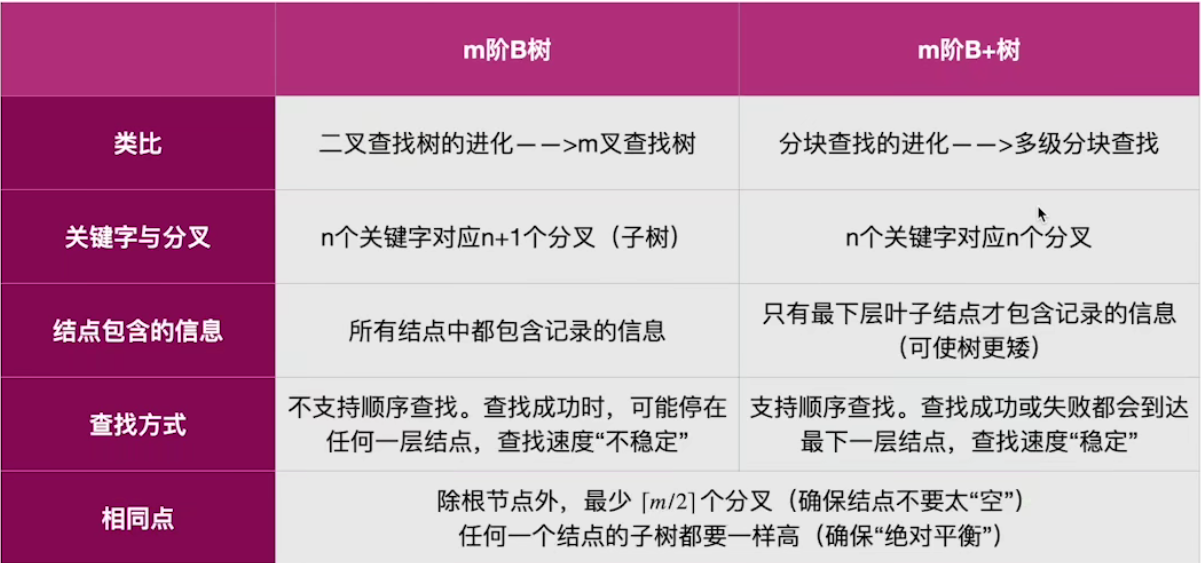 m阶B树
m阶B+树
类比
二叉查找树的进化——>m叉查找树
分块查找的进化——>多级分块查找
关键字与分叉
n个关键字对应n+1个分叉（子树）
n个关键字对应n个分叉
结点包含的信息
所有结点中都包含记录的信息
只有最下层叶子结点才包含记录的信息
（可使树更矮）
查找方式
不支持顺序查找。查找成功时，可能停在
任何一层结点，查找速度“不稳定”
支持顺序查找。查找成功或失败都会到达
最下一层结点，查找速度“稳定”
相同点
除根节点外，最少 ⌈m/2⌉ 个分叉（确保结点不要太“空”）
任何一个结点的子树都要一样高（确保“绝对平衡”）